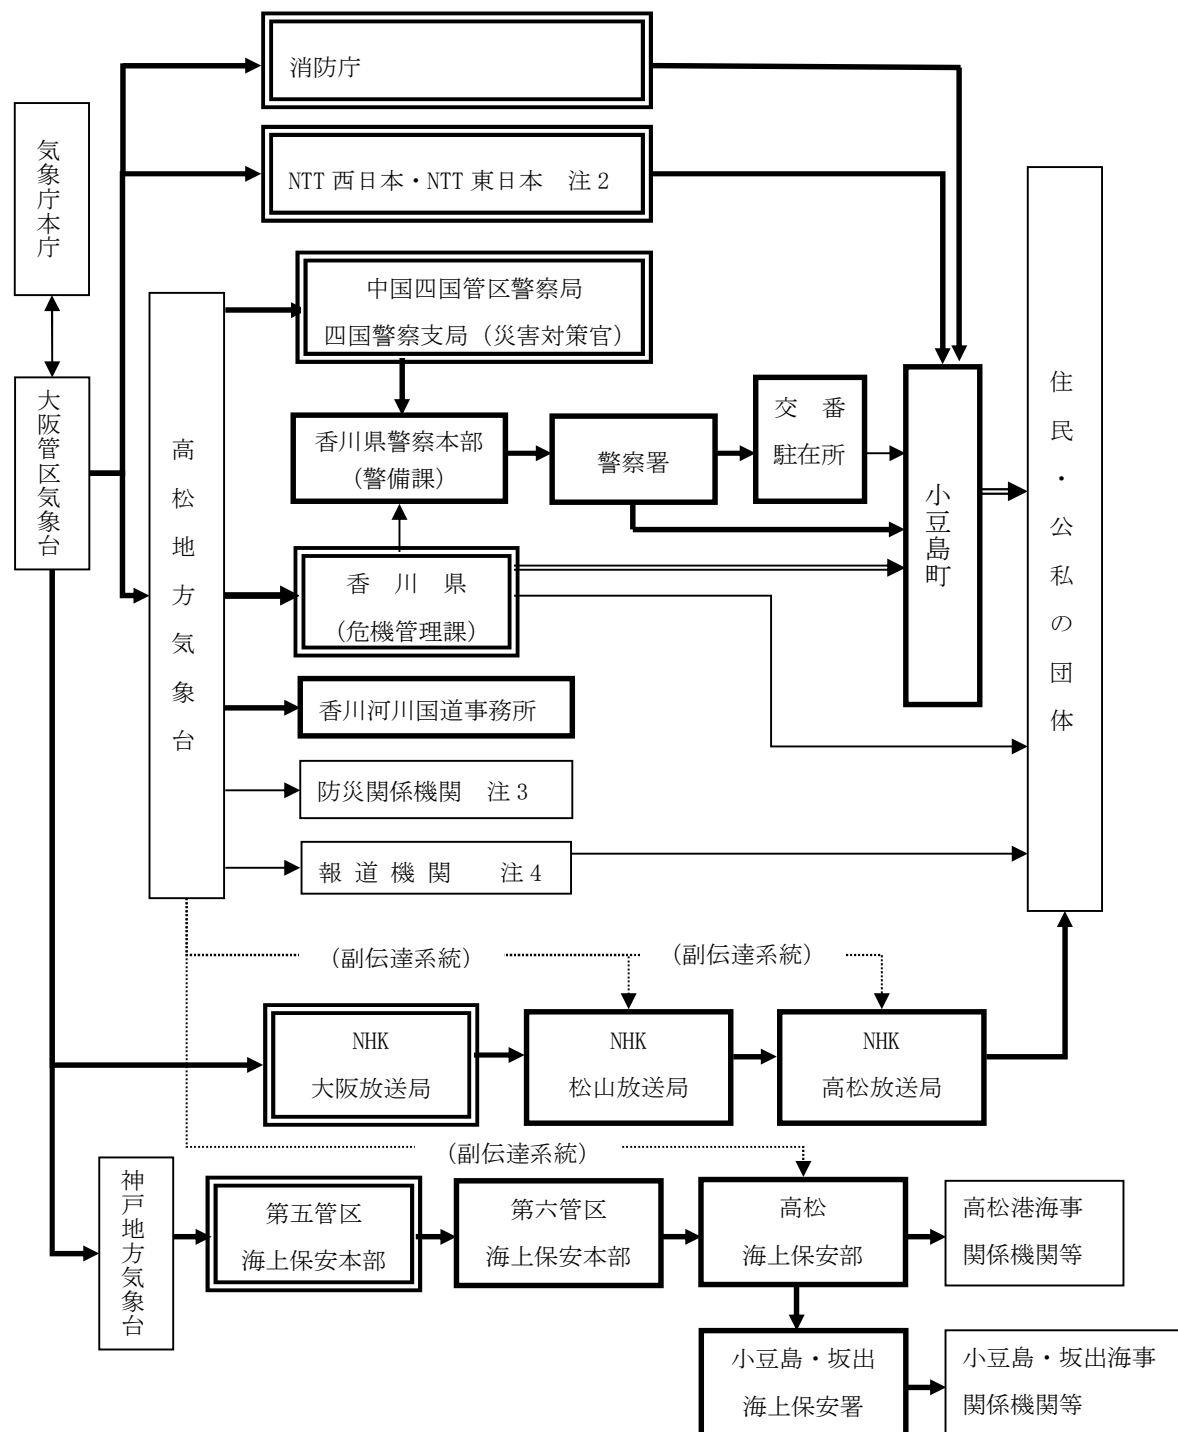 消防庁
気象庁本庁
NTT 西日本・NTT 東日本　注 2
中国四国管区警察局
四国警察支局（災害対策官）
大阪管区気象台
高松地方気象台
香川県警察本部
（警備課）
警察署
交　番
駐在所
小豆島町
住民・公私の団体
香　川　県
（危機管理課）
香川河川国道事務所
防災関係機関　注 3
報 道 機 関　　注 4
（副伝達系統）
（副伝達系統）
NHK
大阪放送局
NHK
松山放送局
NHK
高松放送局
（副伝達系統）
神戸地方気象台
第五管区
海上保安本部
第六管区
海上保安本部
高松
海上保安部
高松港海事
関係機関等
小豆島・坂出
海上保安署
小豆島・坂出海事
関係機関等